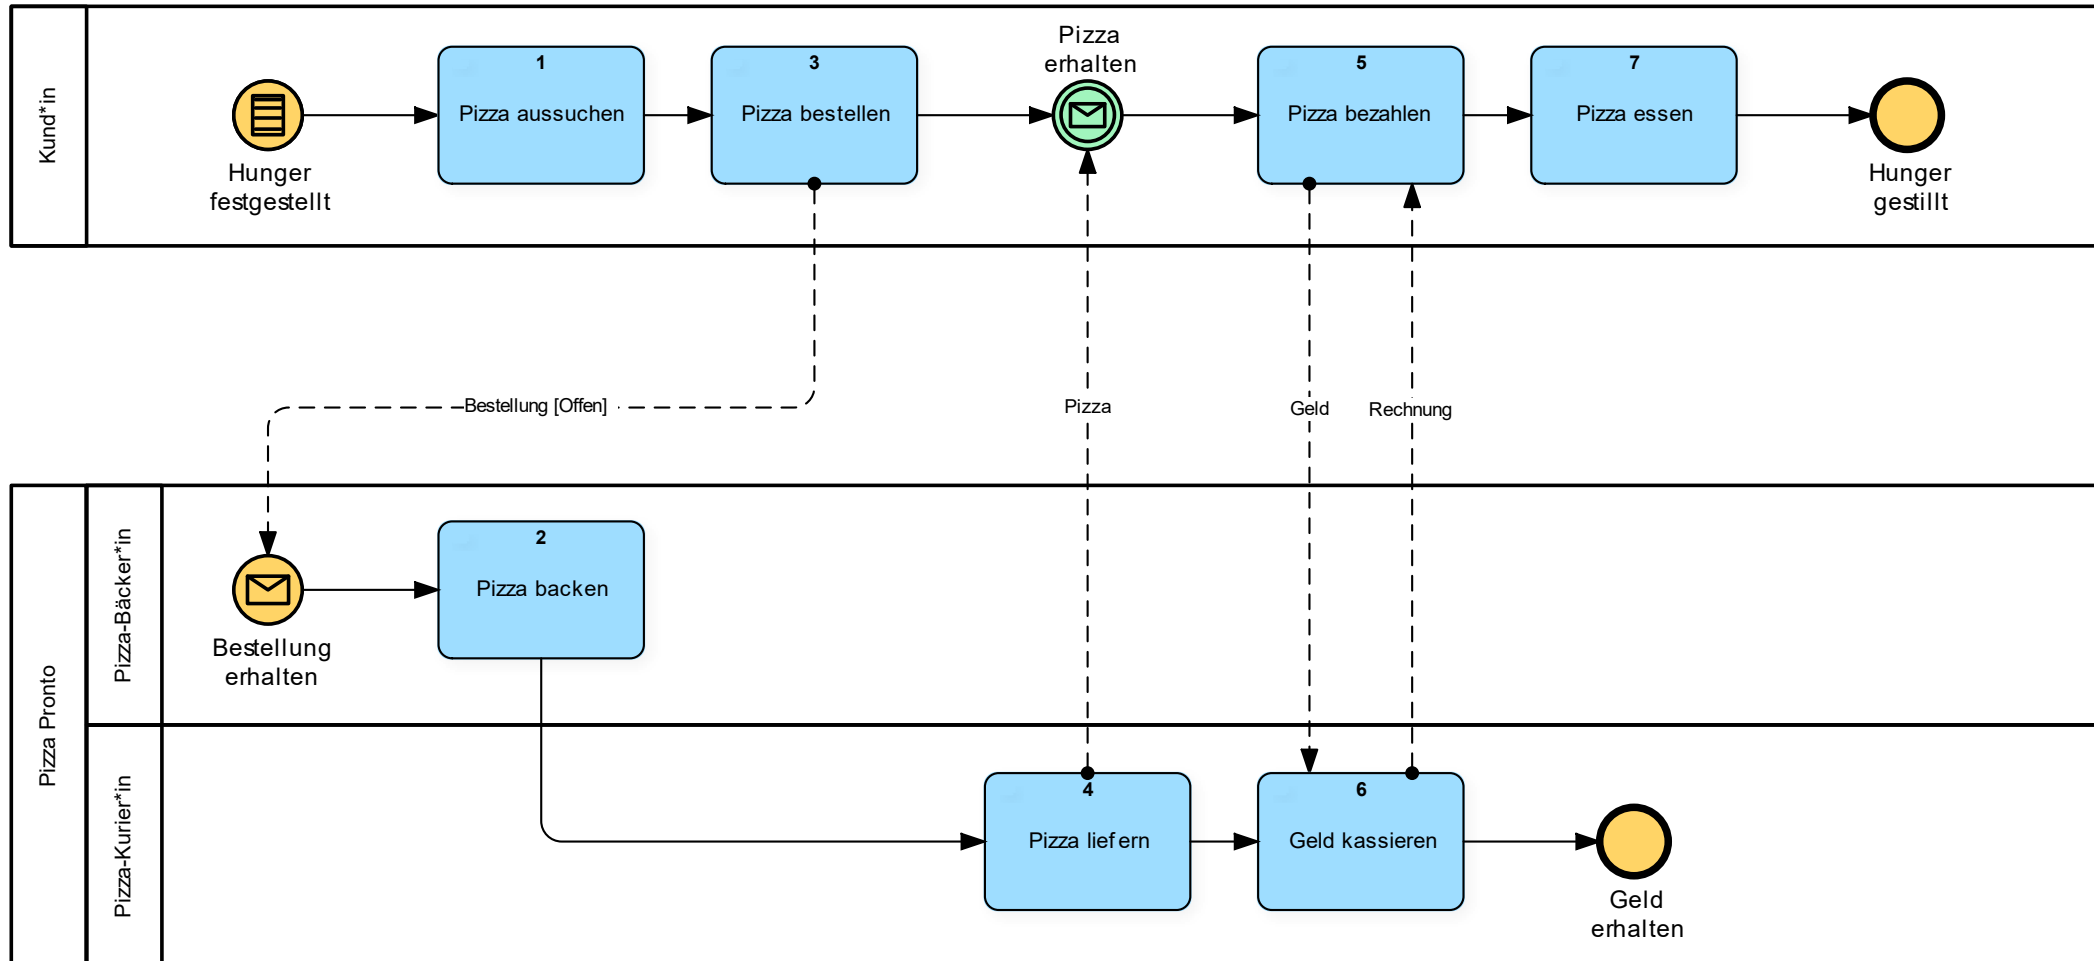 Kund*in
Hunger
festgestellt
1
Pizza aussuchen
3
Pizza bestellen
Pizza
erhalten
5
Pizza bezahlen
7
Pizza essen
Hunger
gestillt
Bestellung [Offen]
Pizza
Geld
Rechnung
Pizza Pronto
Pizza-Bäcker*in
Bestellung
erhalten
2
Pizza backen
Pizza-Kurier*in
4
Pizza liefern
6
Geld kassieren
Geld
erhalten